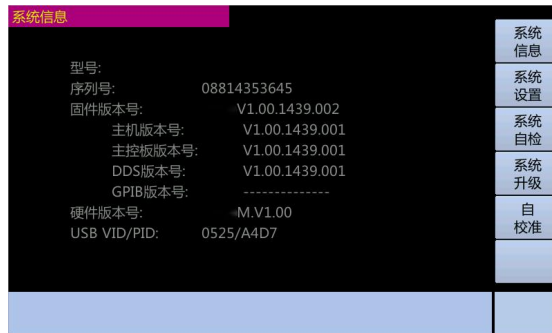 系统信息
型号:
序列号: 08814353645
固件版本号: V1.00.1439.002
主机版本号: V1.00.1439.001
主控板版本号: V1.00.1439.001
DDS版本号: V1.00.1439.001
GPIB版本号: --------------
硬件版本号: M.V1.00
USB VID/PID: 0525/A4D7
系统
信息
系统
设置
系统
自检
系统
升级
自
校准